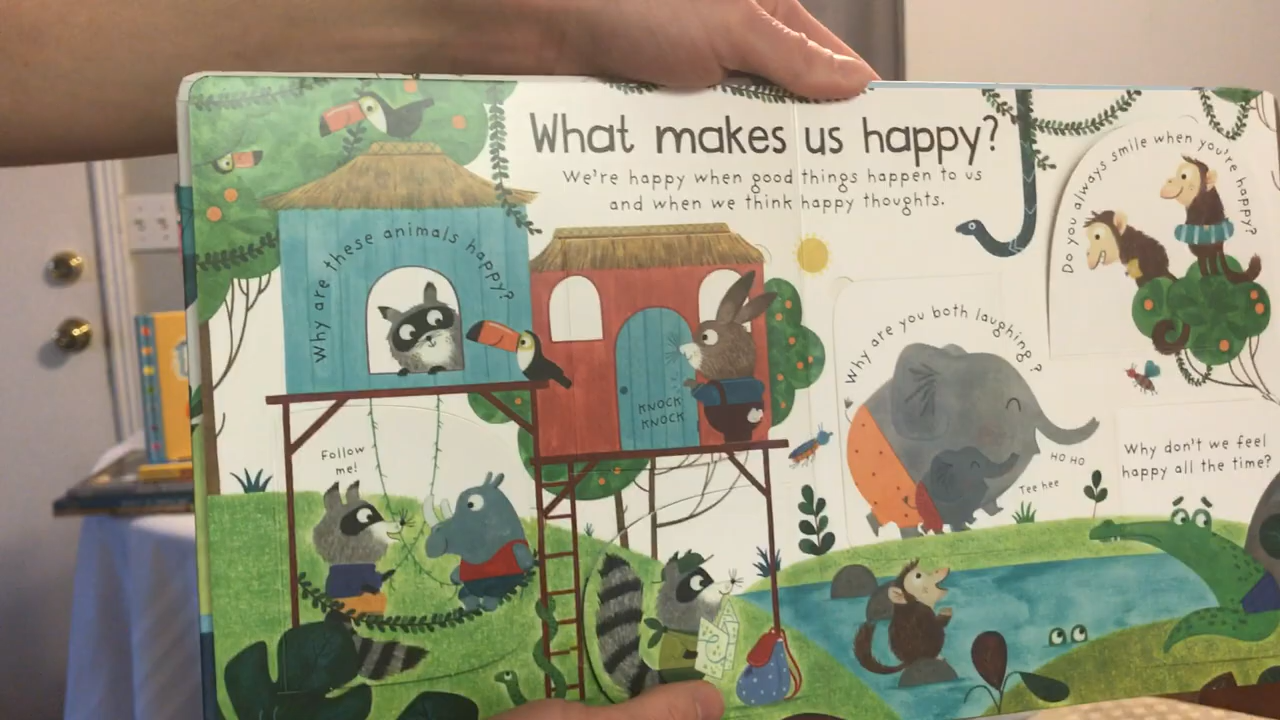 What makes us happy?
We're happy when good things happen to us
and when we think happy thoughts.
Why are these animals happy?
KNOCK
KNOCK
Follow
me!
Why are you both laughing?
HO HO
Tee hee
Do you always smile when you're happy?
Why don't we feel
happy all the time?